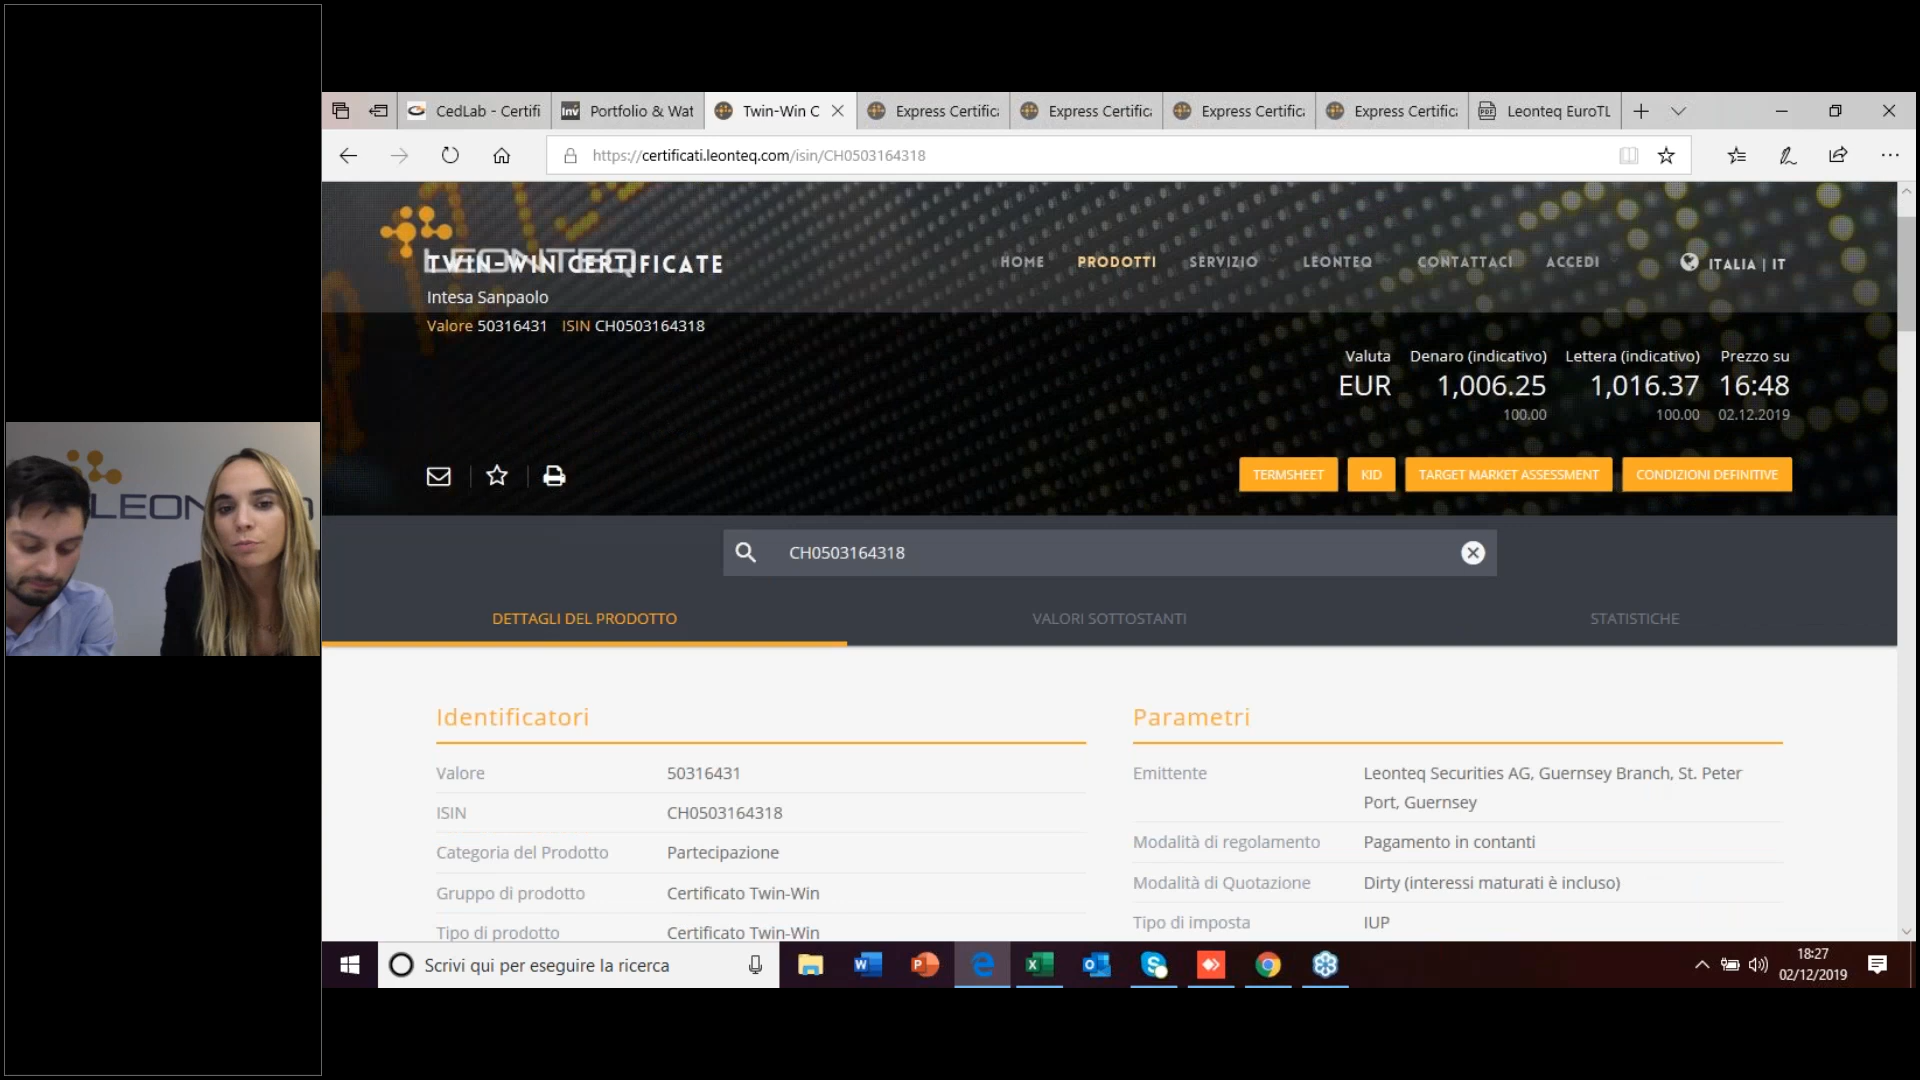 CedLab - Certifi
Portfolio & Wat
Twin-Win C
Express Certific
Express Certific
Express Certific
Express Certific
Leonteq EuroTL
https://certificati.leonteq.com/isin/CH0503164318
LEONTEQ
TWIN-WIN CERTIFICATE
HOME PRODOTTI SERVIZIO LEONTEQ CONTATTACI ACCEDI ITALIA | IT
Intesa Sanpaolo
Valore 50316431 ISIN CH0503164318
Valuta Denaro (indicativo) Lettera (indicativo) Prezzo su
EUR 1,006.25 1,016.37 16:48
100.00 100.00 02.12.2019
TERMSHEET KID TARGET MARKET ASSESSMENT CONDIZIONI DEFINITIVE
CH0503164318
DETTAGLI DEL PRODOTTO VALORI SOTTOSTANTI STATISTICHE
Identificatori
Valore 50316431
ISIN CH0503164318
Categoria del Prodotto Partecipazione
Gruppo di prodotto Certificato Twin-Win
Tipo di prodotto Certificato Twin-Win
Parametri
Emittente Leonteq Securities AG, Guernsey Branch, St. Peter
Port, Guernsey
Modalità di regolamento Pagamento in contanti
Modalità di Quotazione Dirty (interessi maturati è incluso)
Tipo di imposta IUP
Scrivi qui per eseguire la ricerca
18:27
02/12/2019
LEON